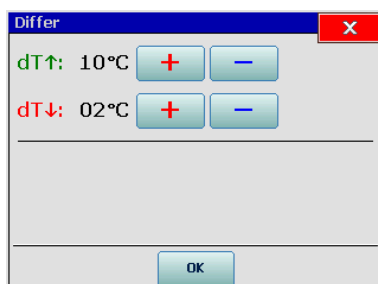 Differ X
dT↑: 10°C + −
dT↓: 02°C + −
OK